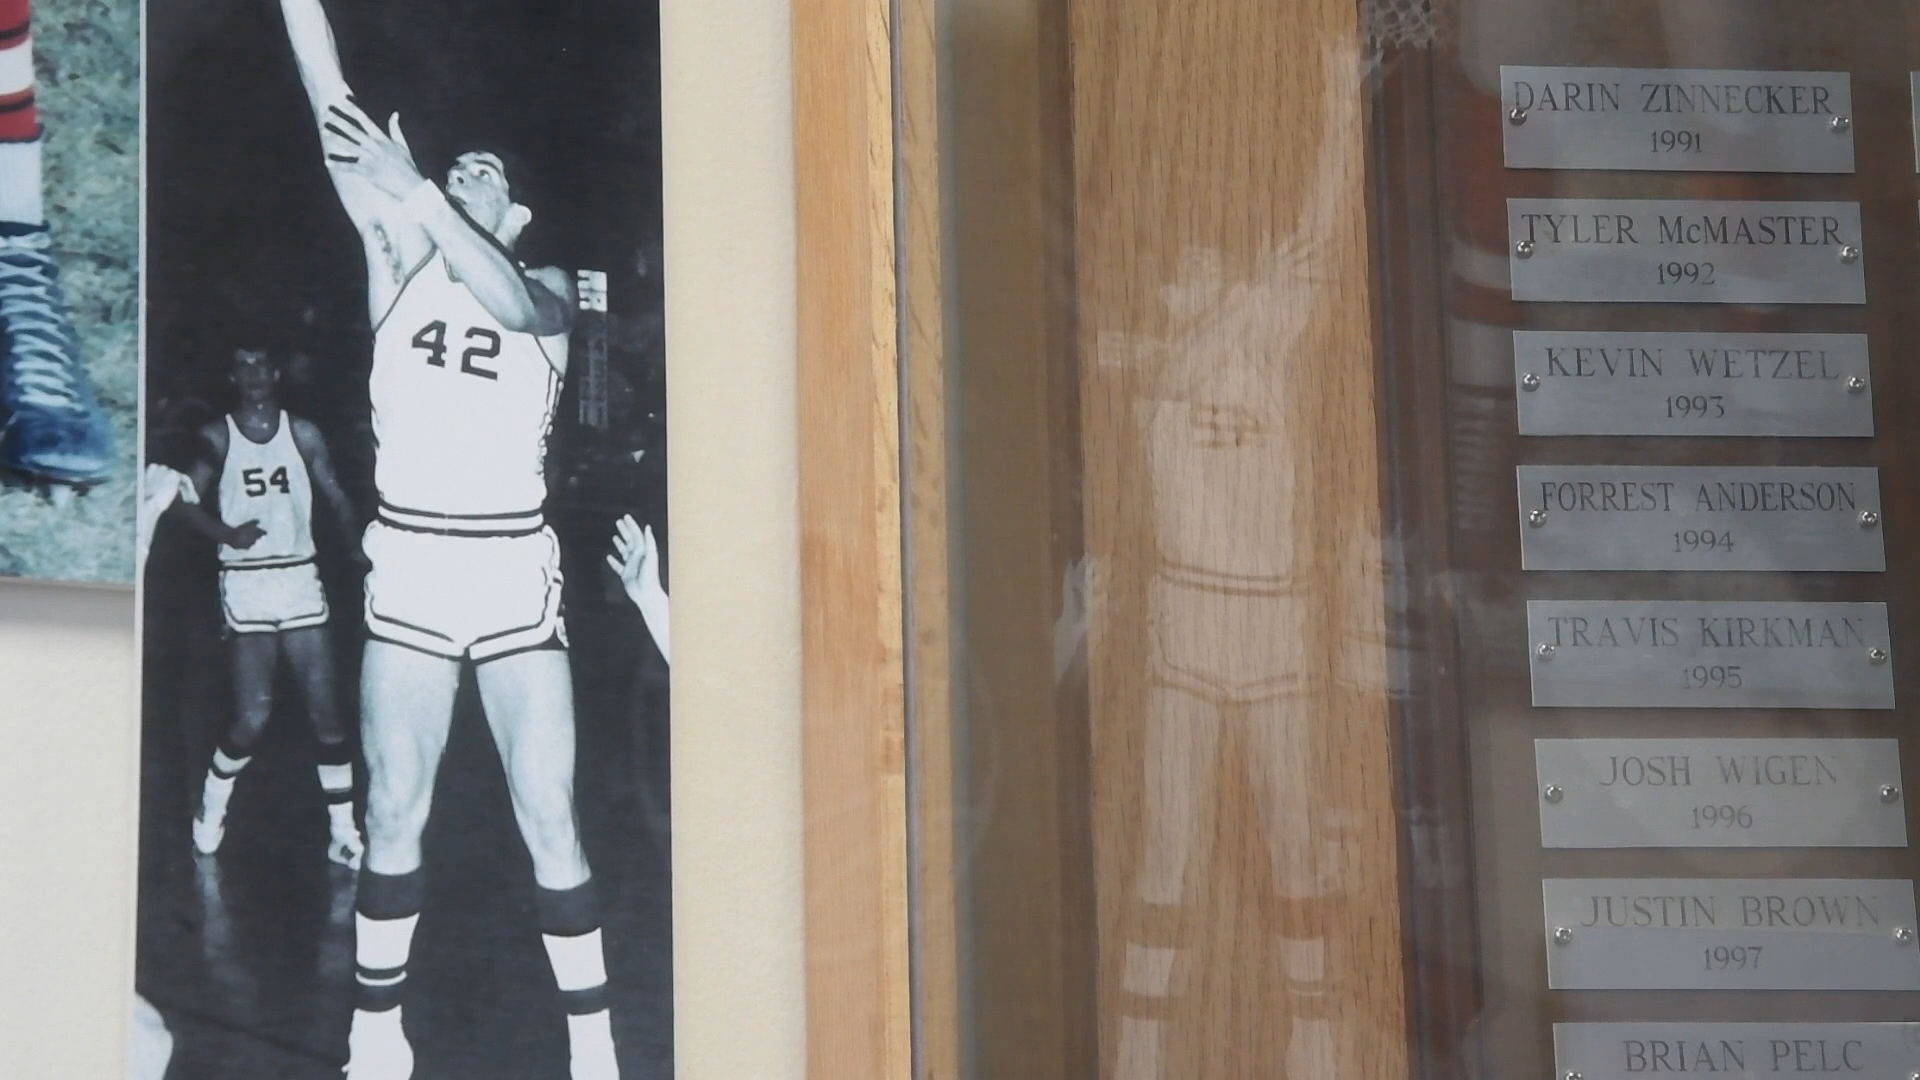 42
54
DARIN ZINNECKER
1991
TYLER McMASTER
1992
KEVIN WETZEL
1993
FORREST ANDERSON
1994
TRAVIS KIRKMAN
1995
JOSH WIGEN
1996
JUSTIN BROWN
1997
BRIAN PELC